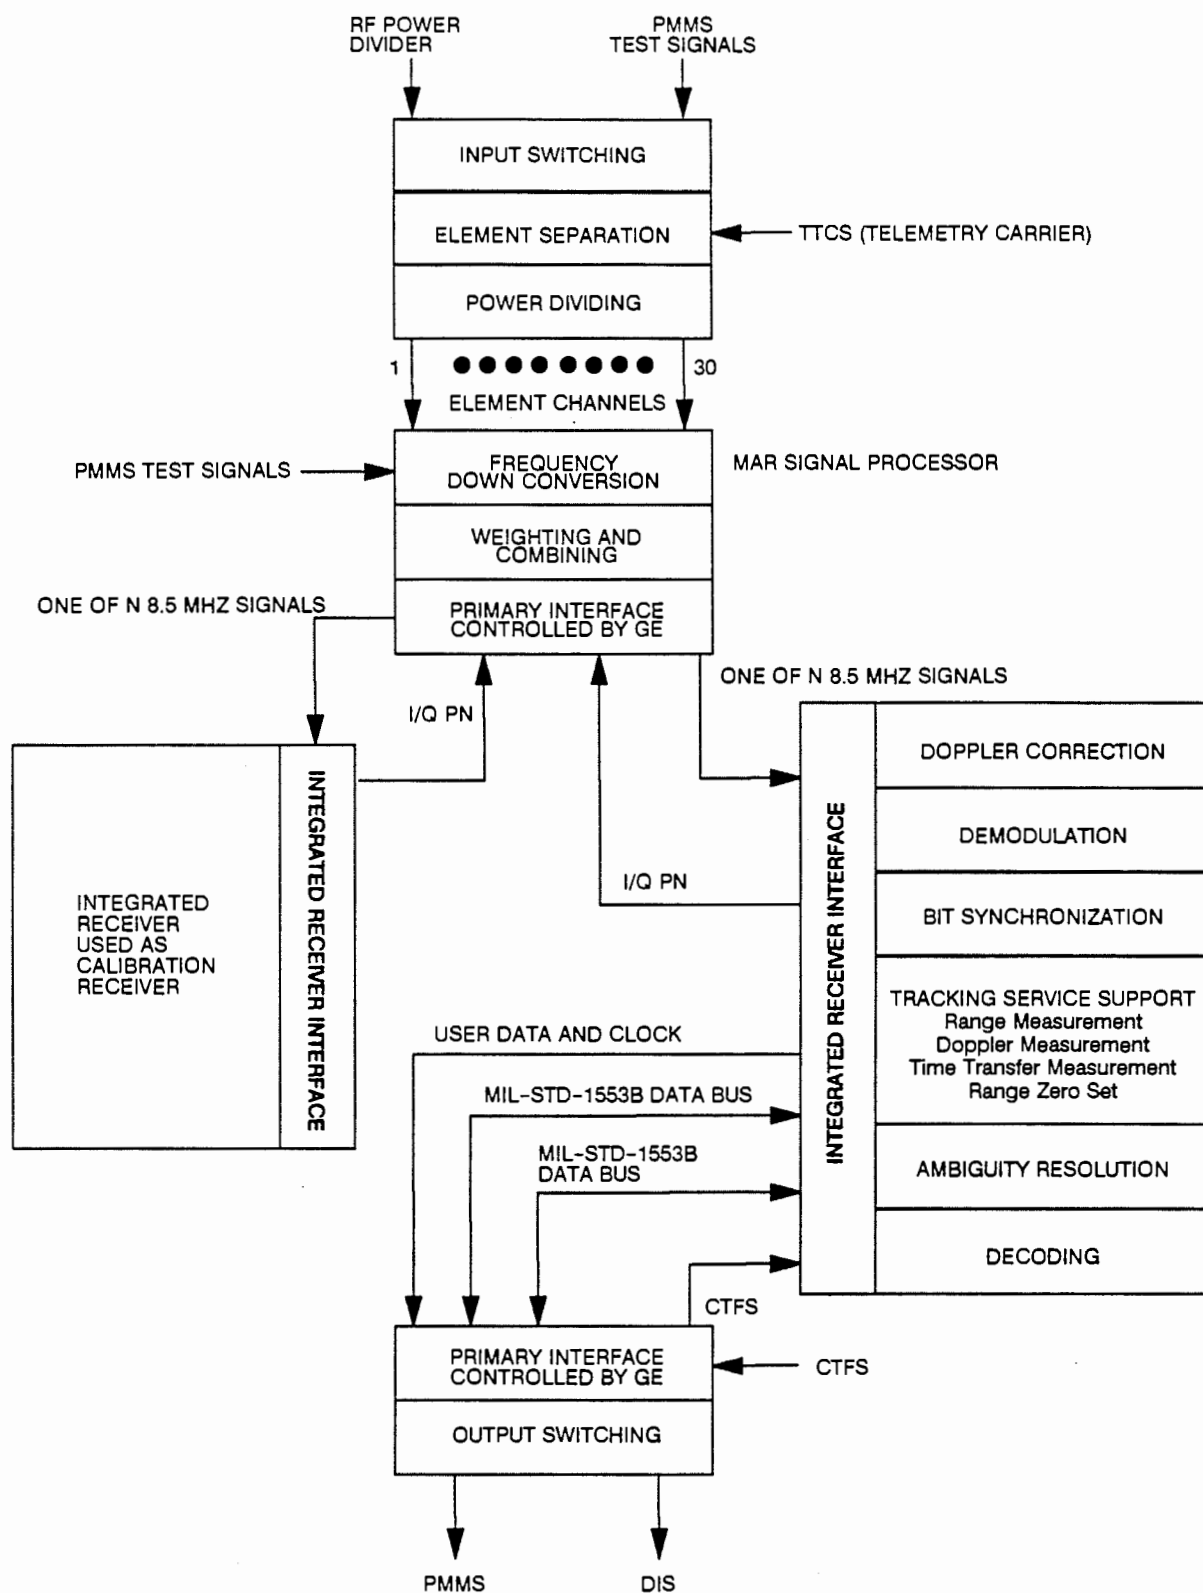 RF POWER
DIVIDER
PMMS
TEST SIGNALS
INPUT SWITCHING
ELEMENT SEPARATION
TTCS (TELEMETRY CARRIER)
POWER DIVIDING
1
30
ELEMENT CHANNELS
PMMS TEST SIGNALS
FREQUENCY
DOWN CONVERSION
MAR SIGNAL PROCESSOR
WEIGHTING AND
COMBINING
ONE OF N 8.5 MHZ SIGNALS
PRIMARY INTERFACE
CONTROLLED BY GE
ONE OF N 8.5 MHZ SIGNALS
I/Q PN
INTEGRATED
RECEIVER
USED AS
CALIBRATION
RECEIVER
INTEGRATED RECEIVER INTERFACE
I/Q PN
INTEGRATED RECEIVER INTERFACE
DOPPLER CORRECTION
DEMODULATION
BIT SYNCHRONIZATION
TRACKING SERVICE SUPPORT
Range Measurement
Doppler Measurement
Time Transfer Measurement
Range Zero Set
AMBIGUITY RESOLUTION
DECODING
USER DATA AND CLOCK
MIL-STD-1553B DATA BUS
MIL-STD-1553B
DATA BUS
CTFS
PRIMARY INTERFACE
CONTROLLED BY GE
CTFS
OUTPUT SWITCHING
PMMS
DIS